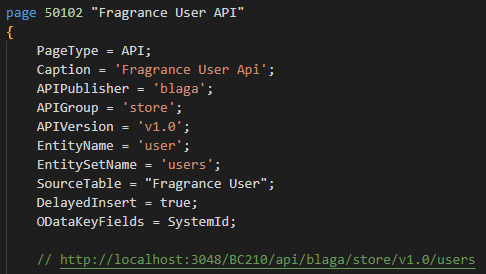 page 50102 "Fragrance User API"
{
PageType = API;
Caption = 'Fragrance User Api';
APIPublisher = 'blaga';
APIGroup = 'store';
APIVersion = 'v1.0';
EntityName = 'user';
EntitySetName = 'users';
SourceTable = "Fragrance User";
DelayedInsert = true;
ODataKeyFields = SystemId;
// http://localhost:3048/BC210/api/blaga/store/v1.0/users